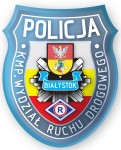 POLICJA
KMP WYDZIAŁ RUCHU DROGOWEGO
BIAŁYSTOK
R